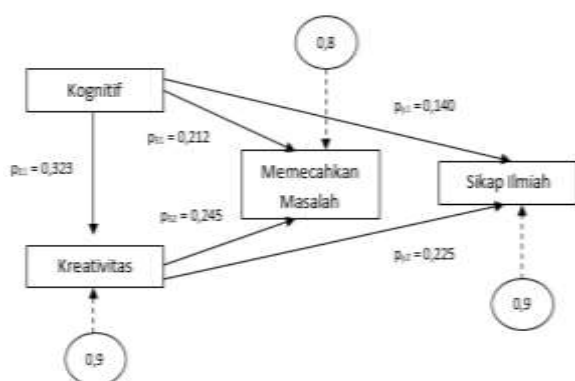 0,8
Kognitif
p = 0,140
p = 0,212
p = 0,323
Memecahkan
Masalah
Sikap Ilmiah
p = 0,245
Kreativitas
p = 0,225
0,9
0,9